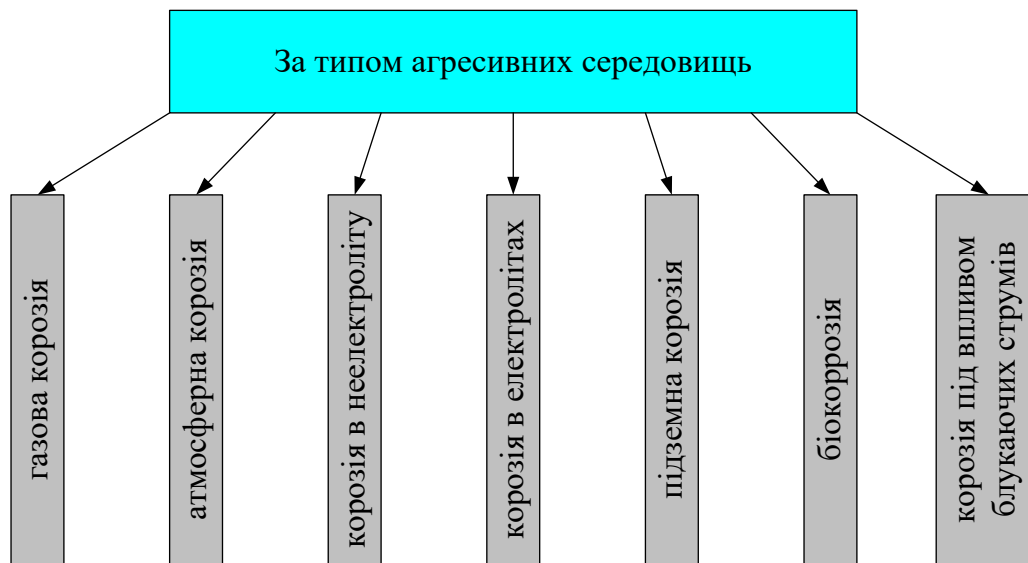 За типом агресивних середовищь
газова корозія
атмосферна корозія
корозія в неелектроліту
корозія в електролітах
підземна корозія
біокоррозія
корозія під впливом
блукаючих струмів